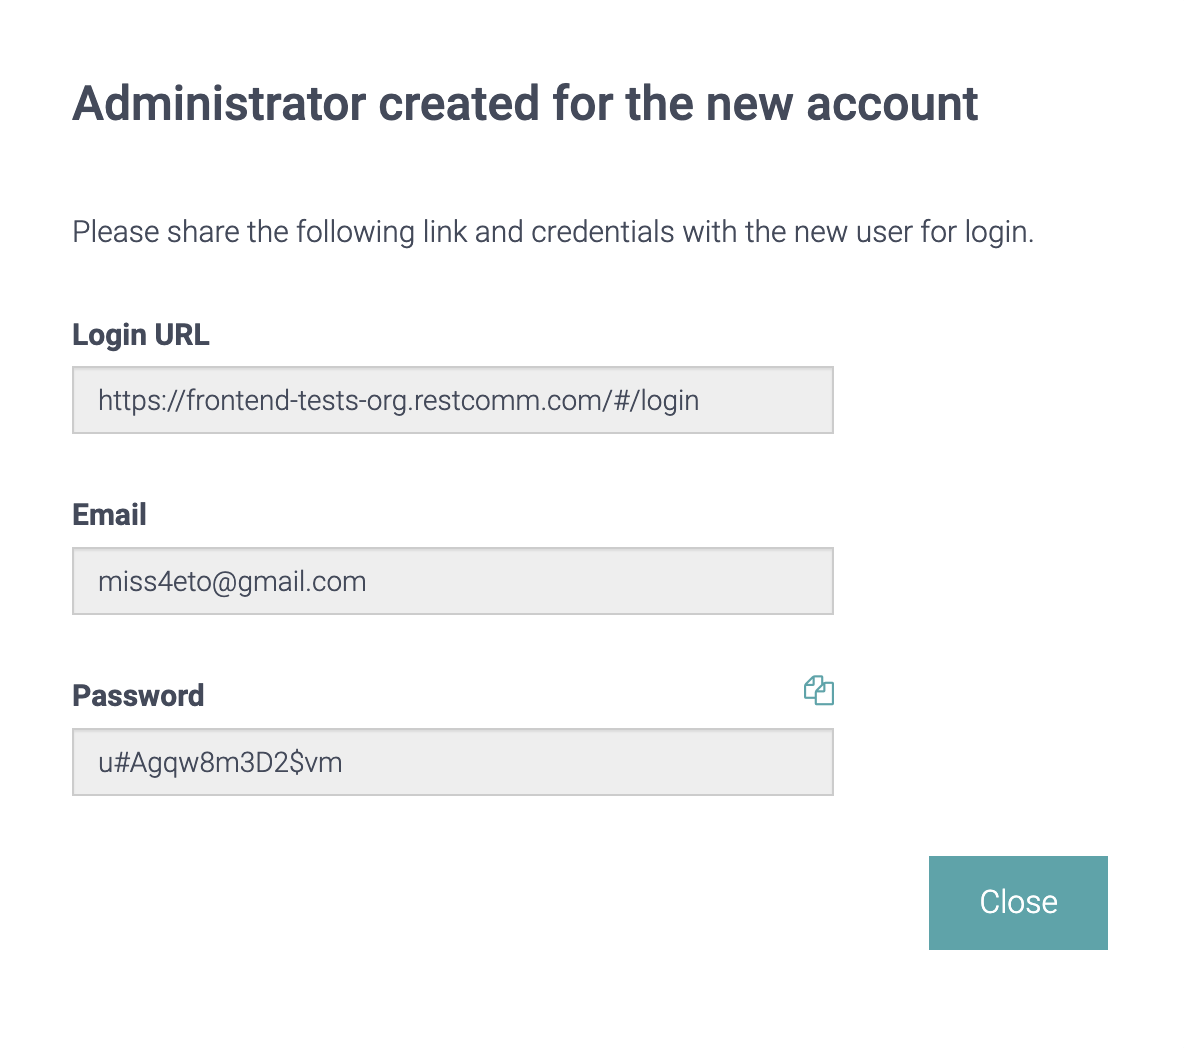 Administrator created for the new account
Please share the following link and credentials with the new user for login.
Login URL
https://frontend-tests-org.restcomm.com/#/login
Email
miss4eto@gmail.com
Password
u#Agqw8m3D2$vm
Close